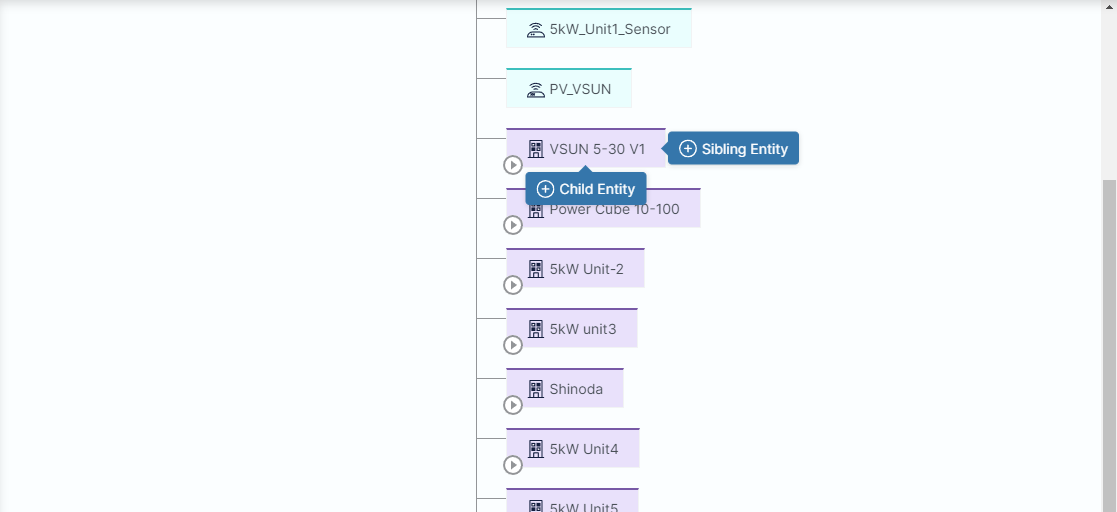 5kW_Unit1_Sensor
PV_VSUN
VSUN 5-30 V1
Sibling Entity
Child Entity
Power Cube 10-100
5kW Unit-2
5kW unit3
Shinoda
5kW Unit4
5kW Unit5